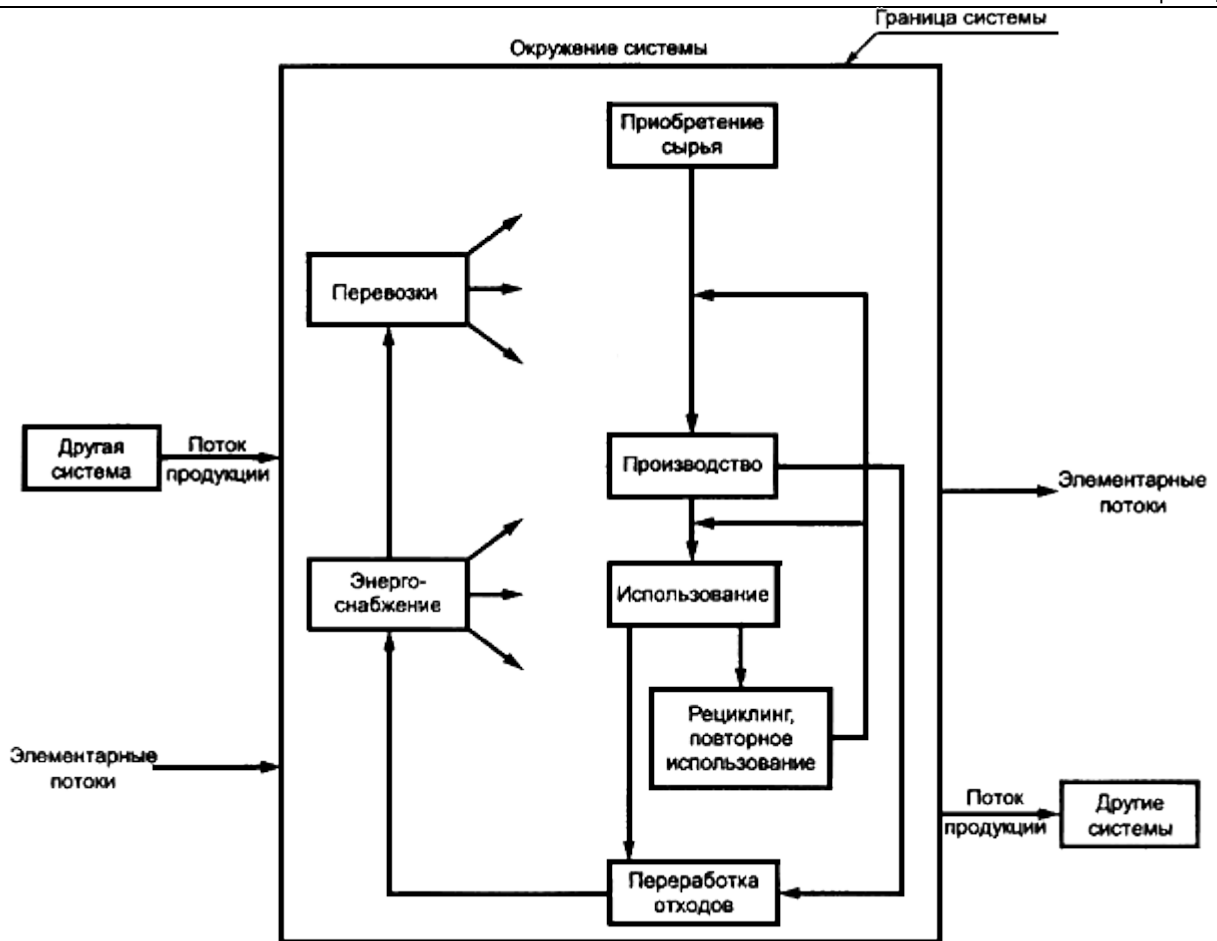 Граница системы
Окружение системы
Приобретение
сырья
Перевозки
Другая
система
Поток
продукции
Производство
Элементарные
потоки
Энерго-
снабжение
Использование
Рециклинг,
повторное
использование
Элементарные
потоки
Поток
продукции
Другие
системы
Переработка
отходов